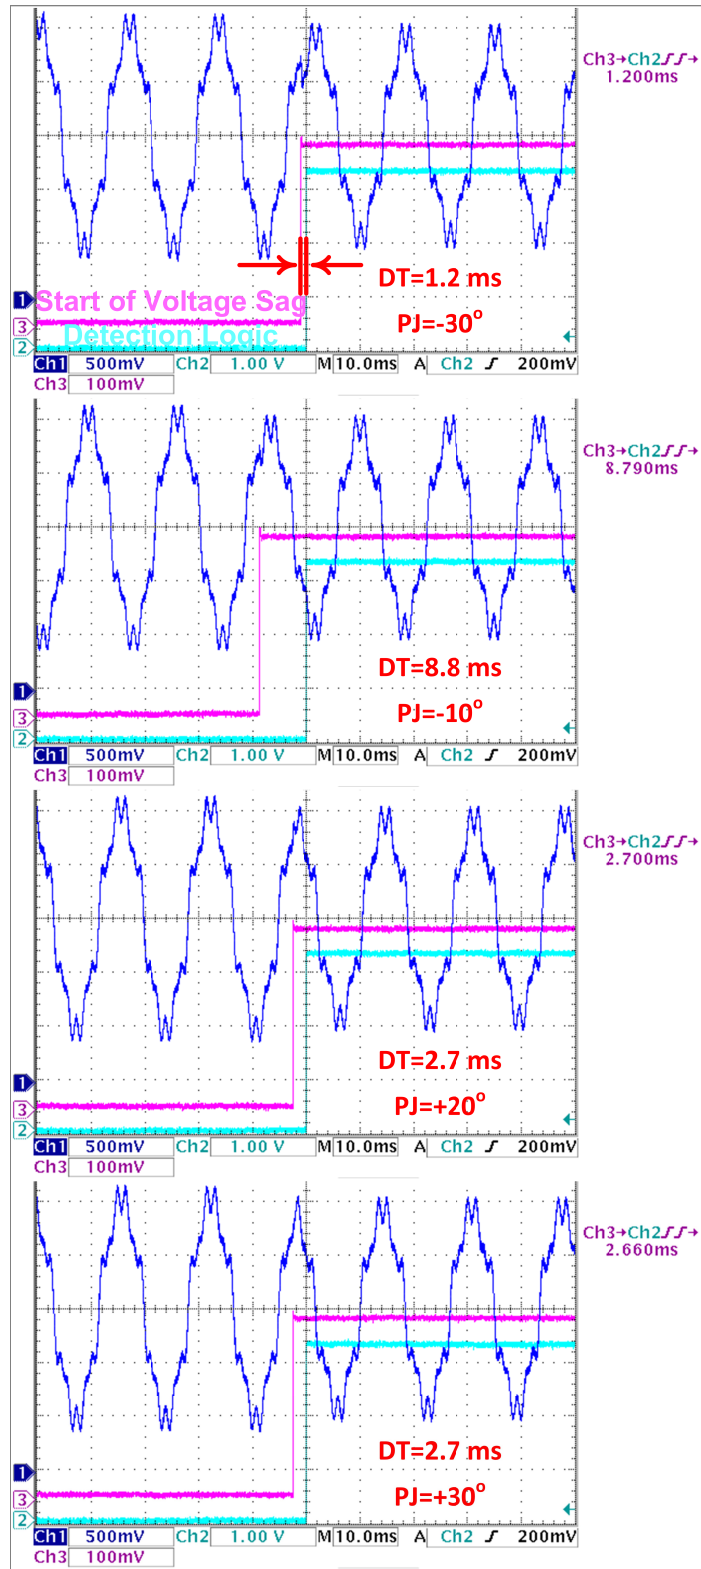 Ch3→Ch2⎍⎍→
1.200ms
DT=1.2 ms
1
Start of Voltage Sag
PJ=-30°
3
Detection Logic
2
Ch1 500mV Ch2 1.00 V M 10.0ms A Ch2 ∫ 200mV
Ch3 100mV
Ch3→Ch2∫∫→
8.790ms
DT=8.8 ms
1
PJ=-10°
3
2
Ch1 500mV Ch2 1.00 V M 10.0ms A Ch2 ∫ 200mV
Ch3 100mV
Ch3→Ch2∫∫→
2.700ms
DT=2.7 ms
1
PJ=+20°
3
2
Ch1 500mV Ch2 1.00 V M 10.0ms A Ch2 ∫ 200mV
Ch3 100mV
Ch3→Ch2∫∫→
2.660ms
DT=2.7 ms
1
PJ=+30°
3
2
Ch1 500mV Ch2 1.00 V M 10.0ms A Ch2 ∫ 200mV
Ch3 100mV